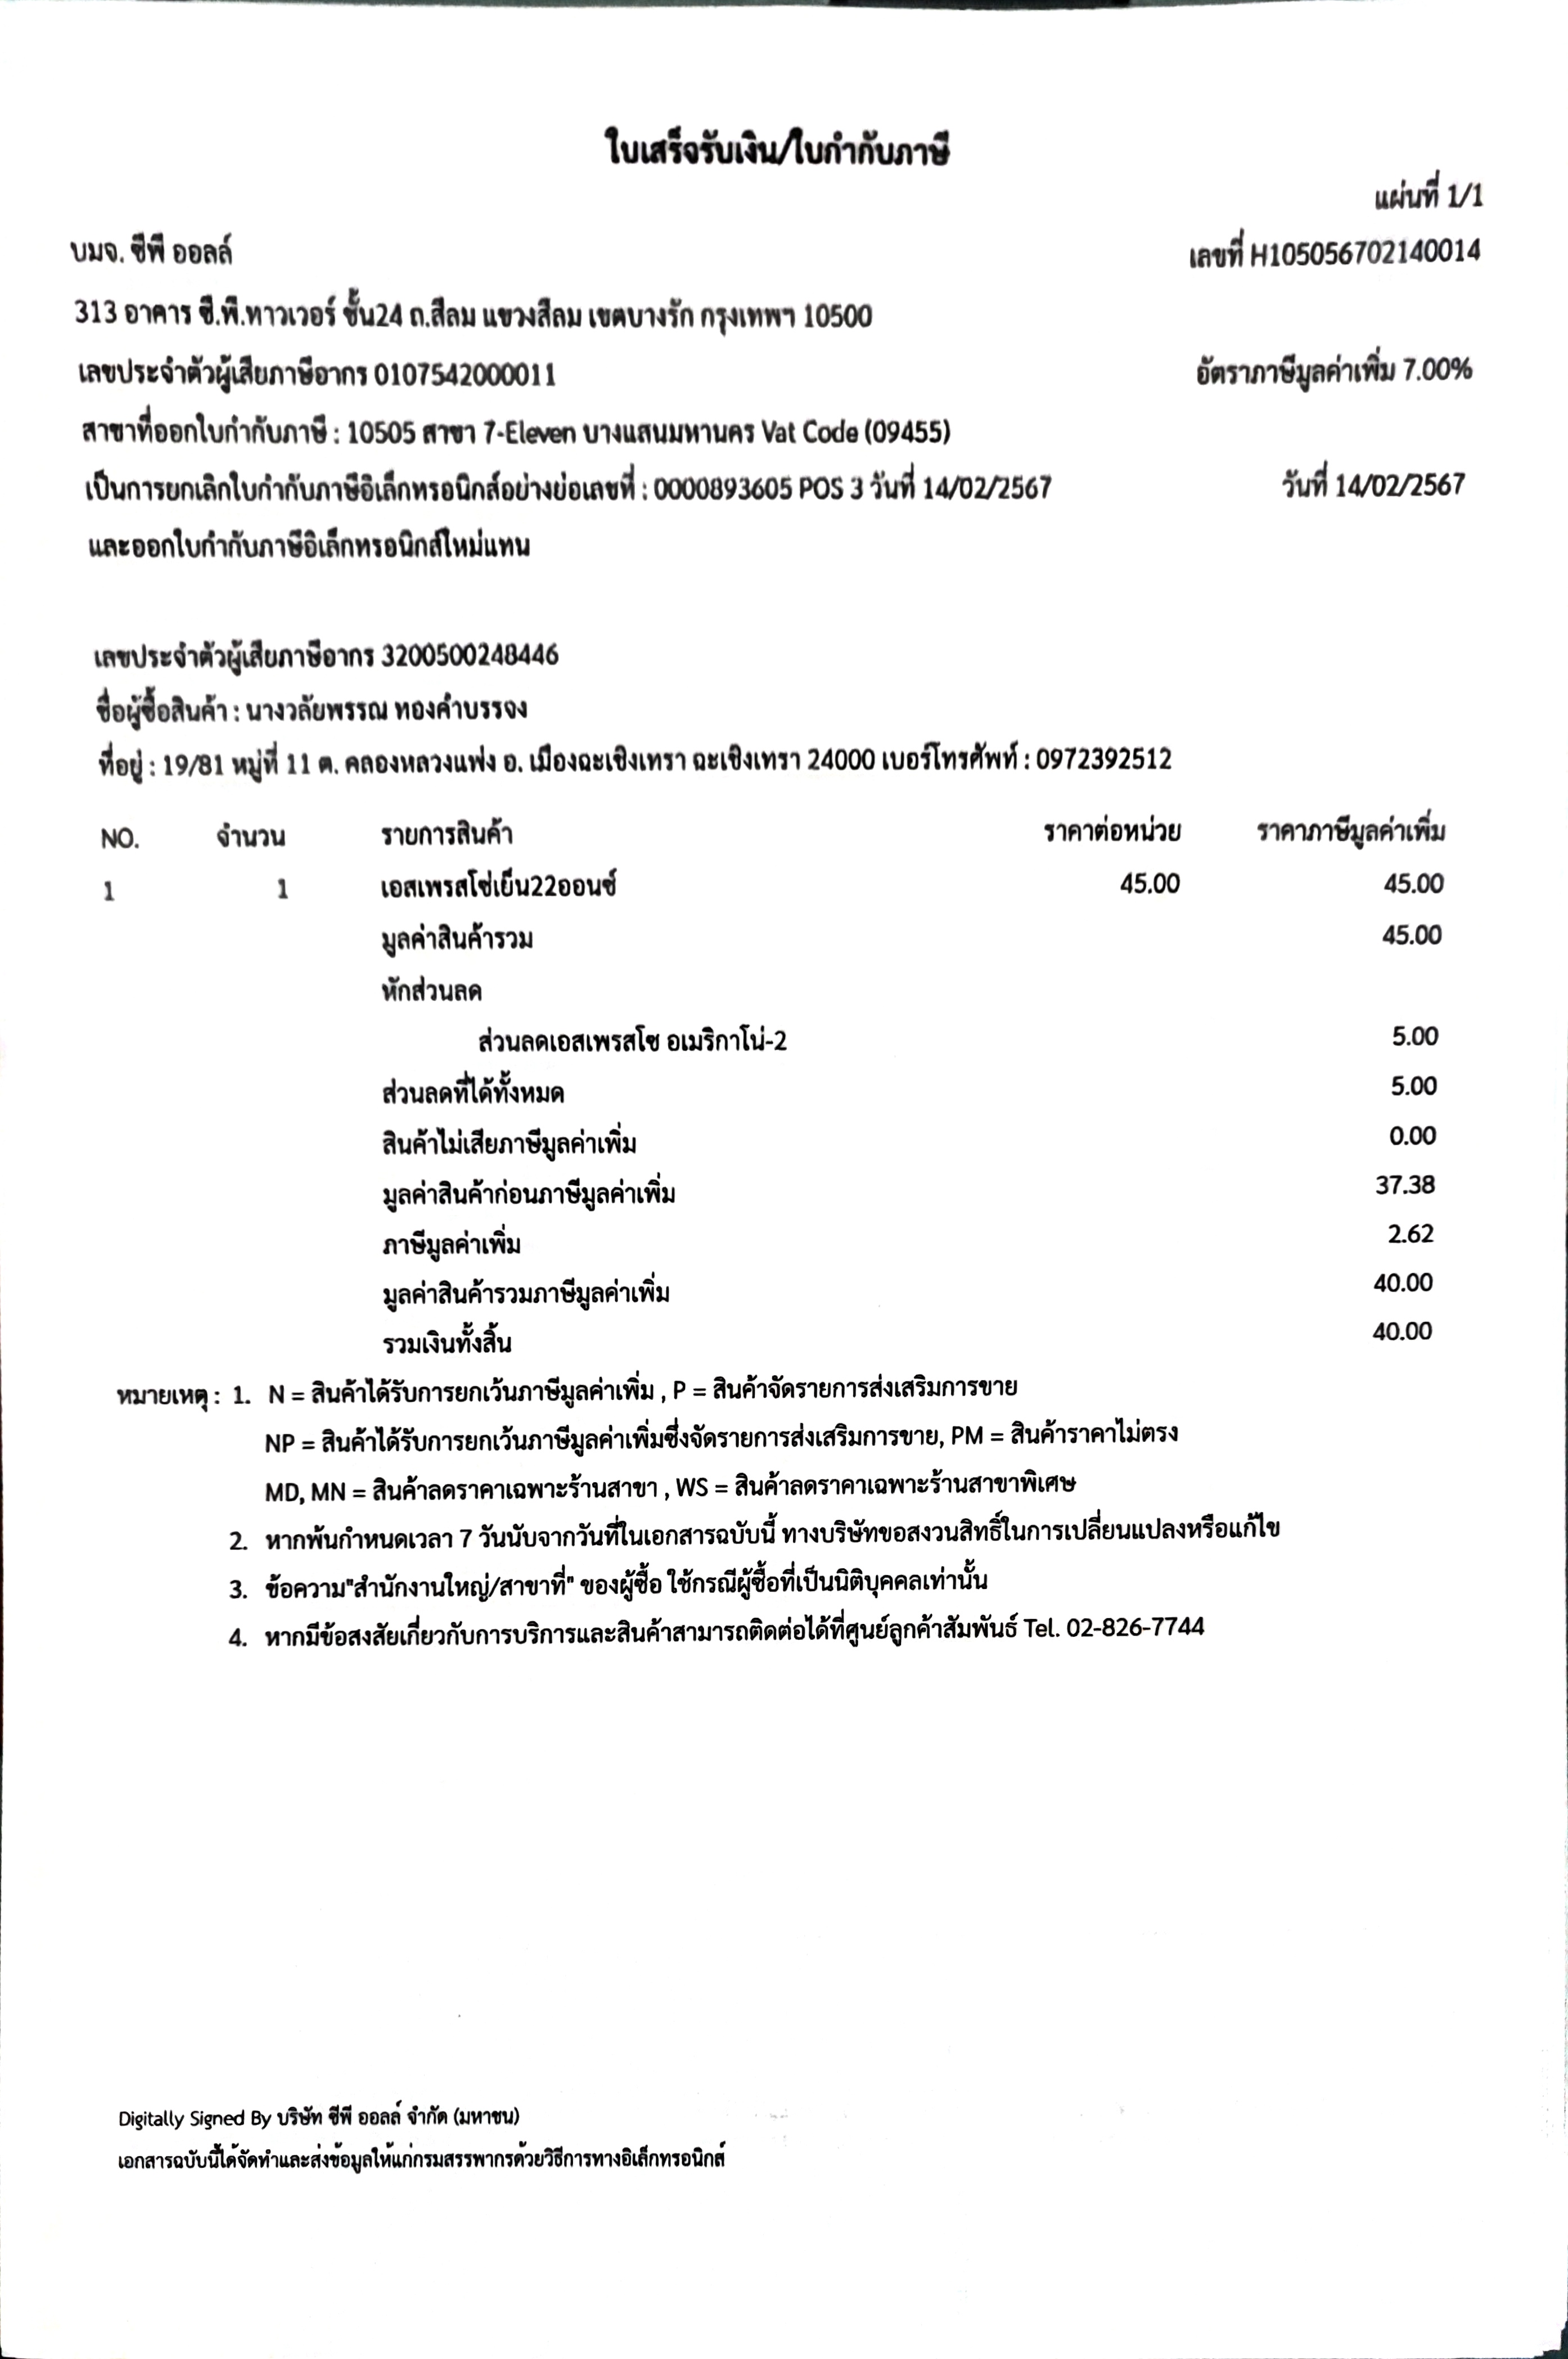 ใบเสร็จรับเงิน/ใบกำกับภาษี
แผ่นที่ 1/1
บมจ. ซีพี ออลล์
เลขที่ H105056702140014
313 อาคาร ซี.พี.ทาวเวอร์ ชั้น24 ถ.สีลม แขวงสีลม เขตบางรัก กรุงเทพฯ 10500
เลขประจำตัวผู้เสียภาษีอากร 0107542000011
อัตราภาษีมูลค่าเพิ่ม 7.00%
สาขาที่ออกใบกำกับภาษี : 10505 สาขา 7-Eleven บางแสนมหานคร Vat Code (09455)
เป็นการยกเลิกใบกำกับภาษีอิเล็กทรอนิกส์อย่างย่อเลขที่ : 0000893605 POS 3 วันที่ 14/02/2567
วันที่ 14/02/2567
และออกใบกำกับภาษีอิเล็กทรอนิกส์ใหม่แทน
เลขประจำตัวผู้เสียภาษีอากร 3200500248446
ชื่อผู้ซื้อสินค้า : นางวลัยพรรณ ทองคำบรรจง
ที่อยู่ : 19/81 หมู่ที่ 11 ต. คลองหลวงแพ่ง อ. เมืองฉะเชิงเทรา ฉะเชิงเทรา 24000 เบอร์โทรศัพท์ : 0972392512
NO. จำนวน รายการสินค้า ราคาต่อหน่วย ราคาภาษีมูลค่าเพิ่ม
1 1 เอสเพรสโซ่เย็น22ออนซ์ 45.00 45.00
มูลค่าสินค้ารวม 45.00
หักส่วนลด
ส่วนลดเอสเพรสโซ อเมริกาโน่-2 5.00
ส่วนลดที่ได้ทั้งหมด 5.00
สินค้าไม่เสียภาษีมูลค่าเพิ่ม 0.00
มูลค่าสินค้าก่อนภาษีมูลค่าเพิ่ม 37.38
ภาษีมูลค่าเพิ่ม 2.62
มูลค่าสินค้ารวมภาษีมูลค่าเพิ่ม 40.00
รวมเงินทั้งสิ้น 40.00
หมายเหตุ : 1. N = สินค้าได้รับการยกเว้นภาษีมูลค่าเพิ่ม , P = สินค้าจัดรายการส่งเสริมการขาย
NP = สินค้าได้รับการยกเว้นภาษีมูลค่าเพิ่มซึ่งจัดรายการส่งเสริมการขาย, PM = สินค้าราคาไม่ตรง
MD, MN = สินค้าลดราคาเฉพาะร้านสาขา , WS = สินค้าลดราคาเฉพาะร้านสาขาพิเศษ
2. หากพ้นกำหนดเวลา 7 วันนับจากวันที่ในเอกสารฉบับนี้ ทางบริษัทขอสงวนสิทธิ์ในการเปลี่ยนแปลงหรือแก้ไข
3. ข้อความ"สำนักงานใหญ่/สาขาที่" ของผู้ซื้อ ใช้กรณีผู้ซื้อที่เป็นนิติบุคคลเท่านั้น
4. หากมีข้อสงสัยเกี่ยวกับการบริการและสินค้าสามารถติดต่อได้ที่ศูนย์ลูกค้าสัมพันธ์ Tel. 02-826-7744
Digitally Signed By บริษัท ซีพี ออลล์ จำกัด (มหาชน)
เอกสารฉบับนี้ได้จัดทำและส่งข้อมูลให้แก่กรมสรรพากรด้วยวิธีการทางอิเล็กทรอนิกส์